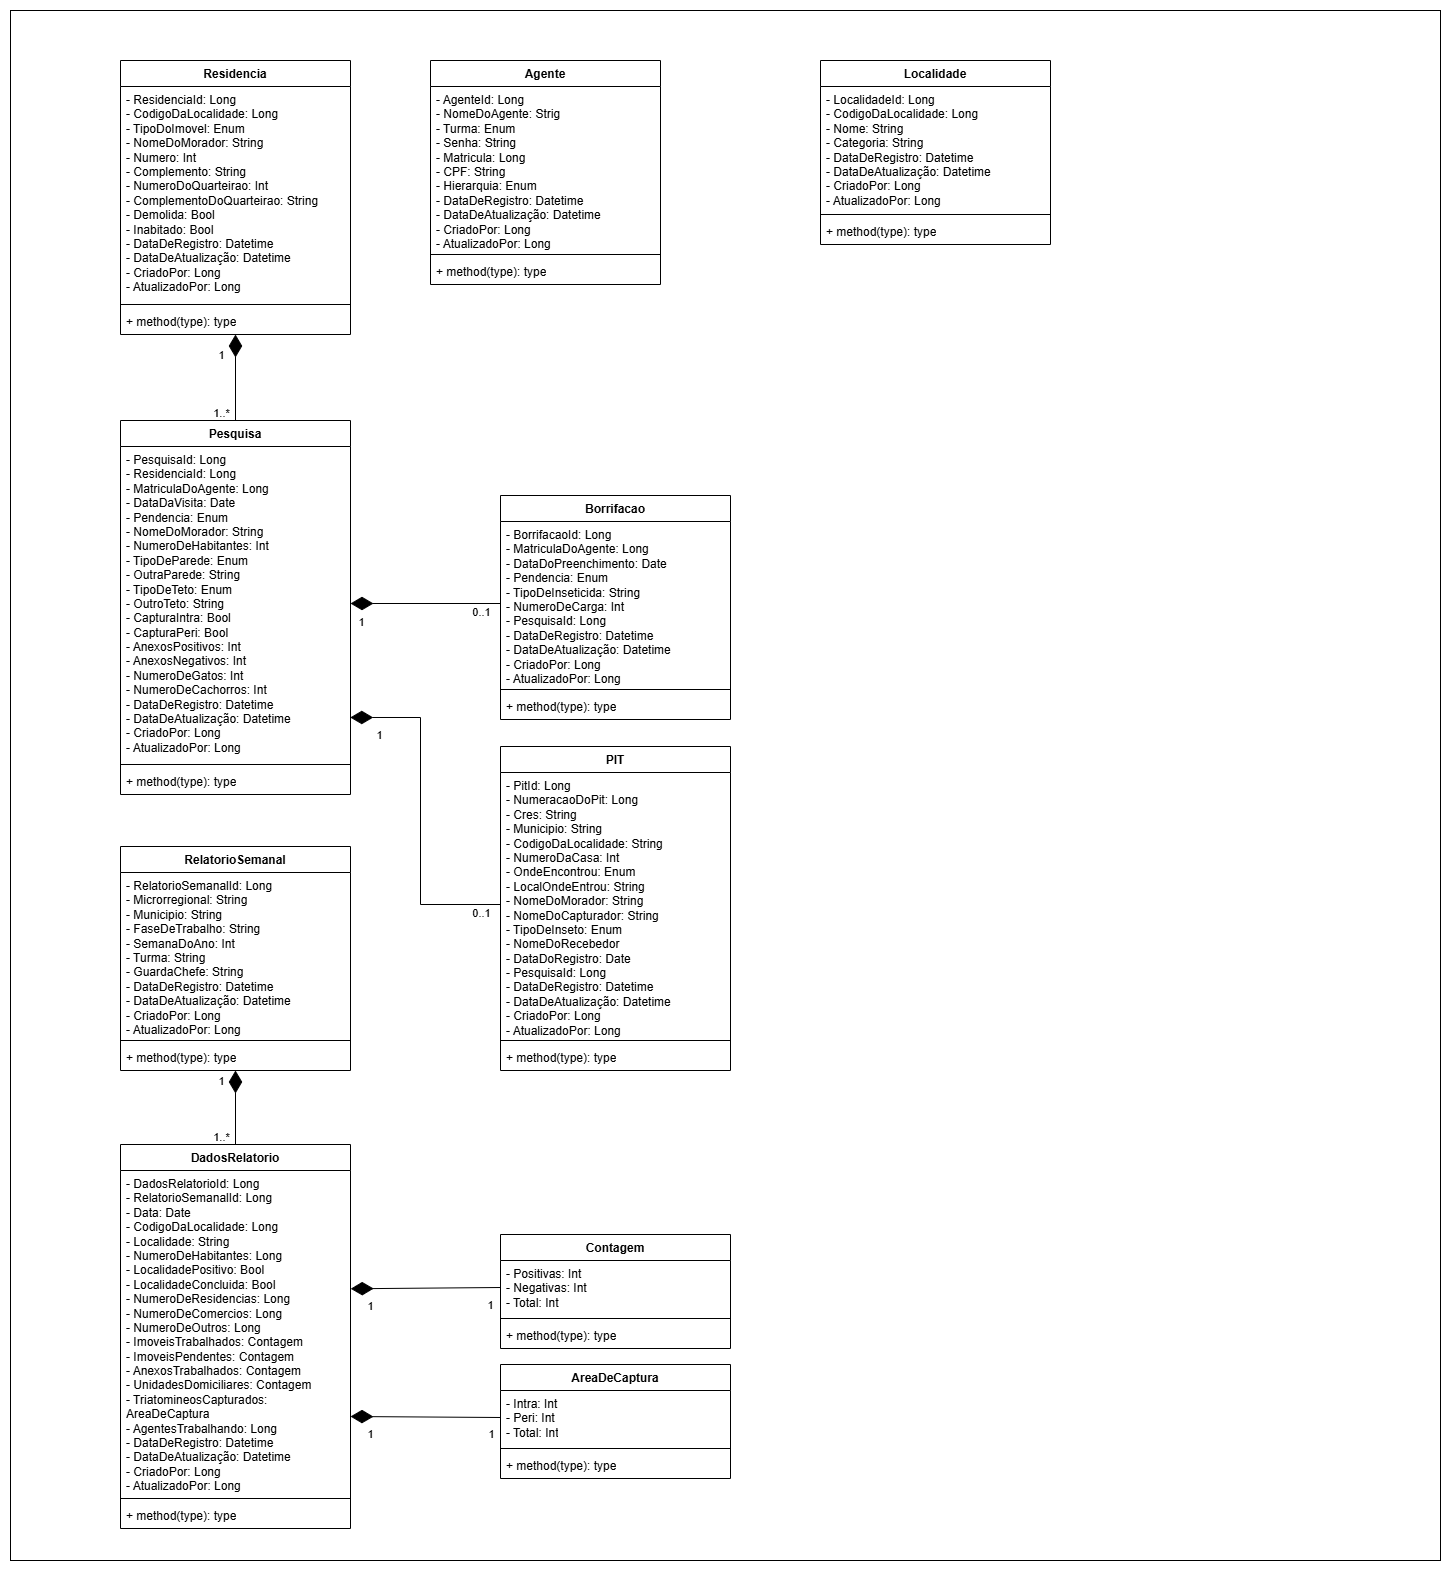 Residencia
- ResidenciaId: Long
- CodigoDaLocalidade: Long
- TipoDoImovel: Enum
- NomeDoMorador: String
- Numero: Int
- Complemento: String
- NumeroDoQuarteirao: Int
- ComplementoDoQuarteirao: String
- Demolida: Bool
- Inabitado: Bool
- DataDeRegistro: Datetime
- DataDeAtualização: Datetime
- CriadoPor: Long
- AtualizadoPor: Long
+ method(type): type
Agente
- AgenteId: Long
- NomeDoAgente: Strig
- Turma: Enum
- Senha: String
- Matricula: Long
- CPF: String
- Hierarquia: Enum
- DataDeRegistro: Datetime
- DataDeAtualização: Datetime
- CriadoPor: Long
- AtualizadoPor: Long
+ method(type): type
Localidade
- LocalidadeId: Long
- CodigoDaLocalidade: Long
- Nome: String
- Categoria: String
- DataDeRegistro: Datetime
- DataDeAtualização: Datetime
- CriadoPor: Long
- AtualizadoPor: Long
+ method(type): type
1
1..*
Pesquisa
- PesquisaId: Long
- ResidenciaId: Long
- MatriculaDoAgente: Long
- DataDaVisita: Date
- Pendencia: Enum
- NomeDoMorador: String
- NumeroDeHabitantes: Int
- TipoDeParede: Enum
- OutraParede: String
- TipoDeTeto: Enum
- OutroTeto: String
- CapturaIntra: Bool
- CapturaPeri: Bool
- AnexosPositivos: Int
- AnexosNegativos: Int
- NumeroDeGatos: Int
- NumeroDeCachorros: Int
- DataDeRegistro: Datetime
- DataDeAtualização: Datetime
- CriadoPor: Long
- AtualizadoPor: Long
+ method(type): type
1
0..1
Borrifacao
- BorrifacaoId: Long
- MatriculaDoAgente: Long
- DataDoPreenchimento: Date
- Pendencia: Enum
- TipoDeInseticida: String
- NumeroDeCarga: Int
- PesquisaId: Long
- DataDeRegistro: Datetime
- DataDeAtualização: Datetime
- CriadoPor: Long
- AtualizadoPor: Long
+ method(type): type
1
0..1
PIT
- PitId: Long
- NumeracaoDoPit: Long
- Cres: String
- Municipio: String
- CodigoDaLocalidade: String
- NumeroDaCasa: Int
- OndeEncontrou: Enum
- LocalOndeEntrou: String
- NomeDoMorador: String
- NomeDoCapturador: String
- TipoDeInseto: Enum
- NomeDoRecebedor
- DataDoRegistro: Date
- PesquisaId: Long
- DataDeRegistro: Datetime
- DataDeAtualização: Datetime
- CriadoPor: Long
- AtualizadoPor: Long
+ method(type): type
RelatorioSemanal
- RelatorioSemanalId: Long
- Microrregional: String
- Municipio: String
- FaseDeTrabalho: String
- SemanaDoAno: Int
- Turma: String
- GuardaChefe: String
- DataDeRegistro: Datetime
- DataDeAtualização: Datetime
- CriadoPor: Long
- AtualizadoPor: Long
+ method(type): type
1
1..*
DadosRelatorio
- DadosRelatorioId: Long
- RelatorioSemanalId: Long
- Data: Date
- CodigoDaLocalidade: Long
- Localidade: String
- NumeroDeHabitantes: Long
- LocalidadePositivo: Bool
- LocalidadeConcluida: Bool
- NumeroDeResidencias: Long
- NumeroDeComercios: Long
- NumeroDeOutros: Long
- ImoveisTrabalhados: Contagem
- ImoveisPendentes: Contagem
- AnexosTrabalhados: Contagem
- UnidadesDomiciliares: Contagem
- TriatomineosCapturados:
AreaDeCaptura
- AgentesTrabalhando: Long
- DataDeRegistro: Datetime
- DataDeAtualização: Datetime
- CriadoPor: Long
- AtualizadoPor: Long
+ method(type): type
1
1
Contagem
- Positivas: Int
- Negativas: Int
- Total: Int
+ method(type): type
1
1
AreaDeCaptura
- Intra: Int
- Peri: Int
- Total: Int
+ method(type): type